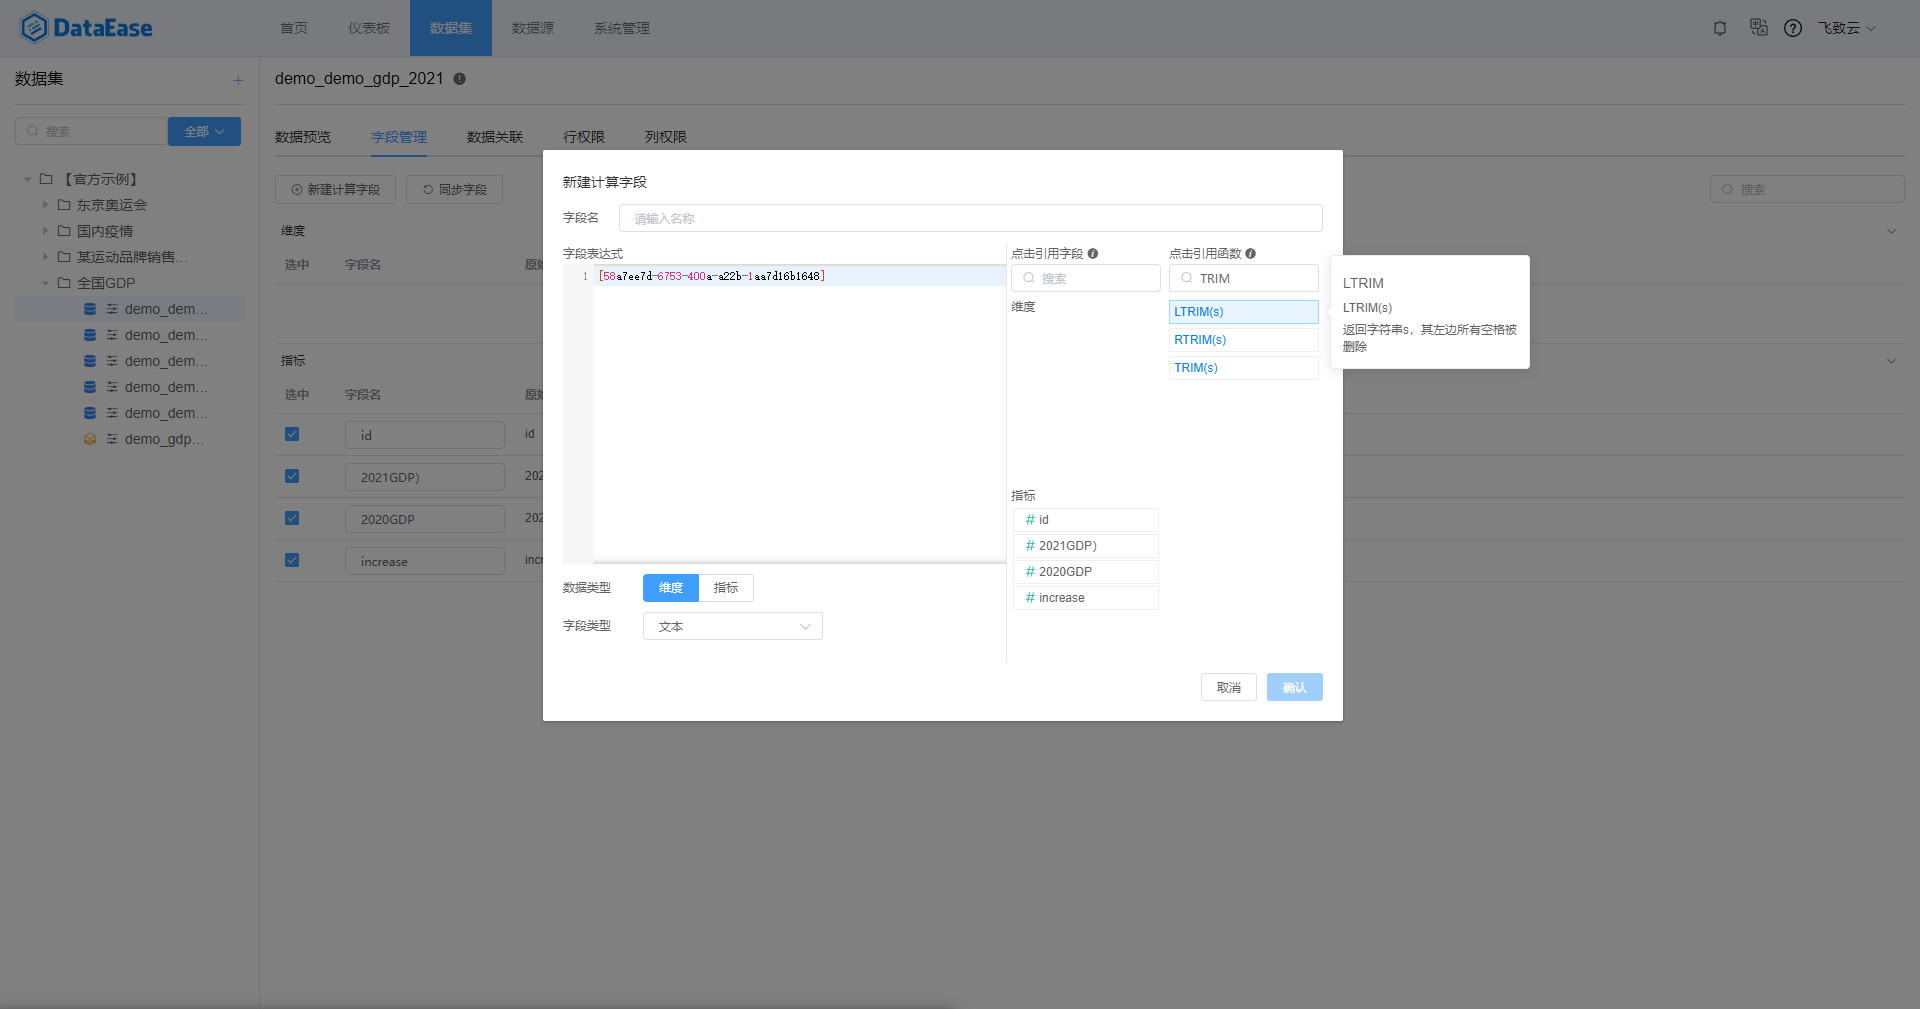 DataEase
首页
仪表板
数据集
数据源
系统管理
飞致云
数据集
搜索
全部
【官方示例】
东京奥运会
国内疫情
某运动品牌销售...
全国GDP
demo_dem...
demo_dem...
demo_dem...
demo_dem...
demo_dem...
demo_gdp...
demo_demo_gdp_2021
数据预览
字段管理
数据关联
行权限
列权限
新建计算字段
同步字段
搜索
维度
选中
字段名
原始
指标
选中
字段名
原始
id
id
2021GDP)
202
2020GDP
202
increase
incr
新建计算字段
字段名
请输入名称
字段表达式
1
[58a7ee7d-6753-400a-a22b-1aa7d16b1648]
数据类型
维度
指标
字段类型
文本
点击引用字段
搜索
维度
指标
# id
# 2021GDP)
# 2020GDP
# increase
点击引用函数
TRIM
LTRIM(s)
RTRIM(s)
TRIM(s)
取消
确认
LTRIM
LTRIM(s)
返回字符串s，其左边所有空格被
删除